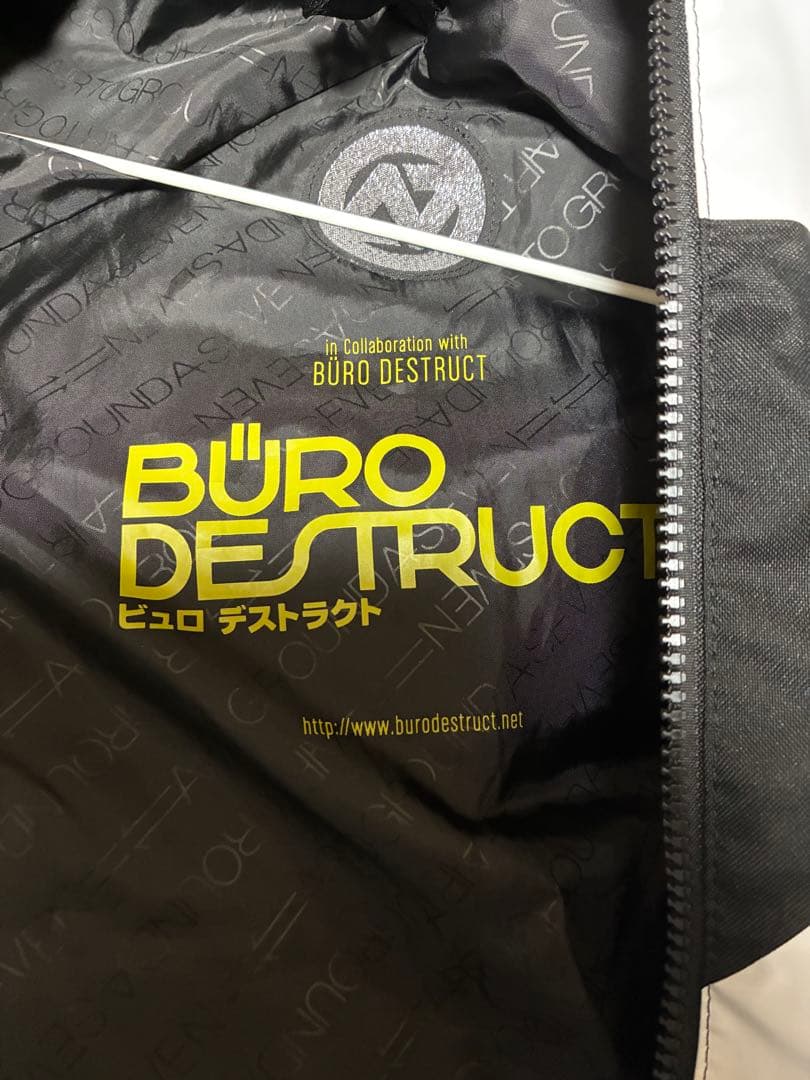 in Collaboration with
BÜRO DESTRUCT
BÜRO
DESTRUCT
ビュロ デストラクト
http://www.burodestruct.net